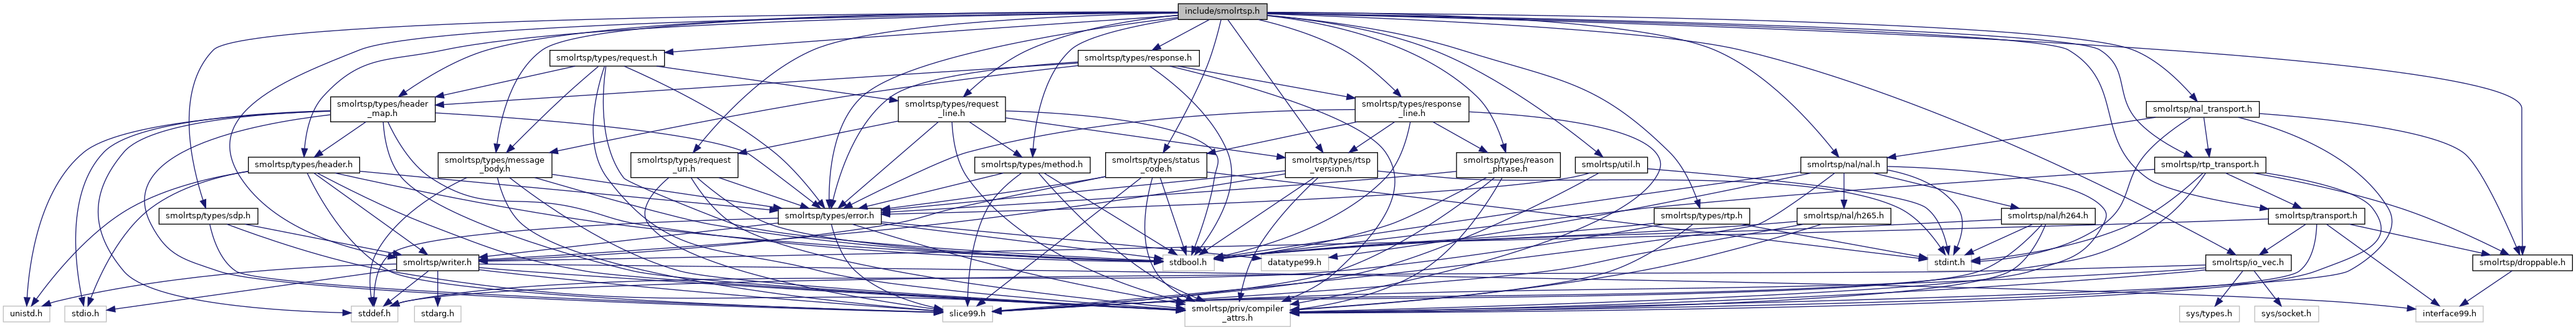 include/smolrtsp.h
smolrtsp/types/request.h
smolrtsp/types/response.h
smolrtsp/types/header
_map.h
smolrtsp/types/request
_line.h
smolrtsp/types/response
_line.h
smolrtsp/nal_transport.h
smolrtsp/types/header.h
smolrtsp/types/message
_body.h
smolrtsp/types/request
_uri.h
smolrtsp/types/method.h
smolrtsp/types/status
_code.h
smolrtsp/types/rtsp
_version.h
smolrtsp/types/reason
_phrase.h
smolrtsp/util.h
smolrtsp/nal/nal.h
smolrtsp/rtp_transport.h
smolrtsp/types/sdp.h
smolrtsp/types/error.h
smolrtsp/types/rtp.h
smolrtsp/nal/h265.h
smolrtsp/nal/h264.h
smolrtsp/transport.h
smolrtsp/writer.h
stdbool.h
datatype99.h
stdint.h
smolrtsp/io_vec.h
smolrtsp/droppable.h
unistd.h
stdio.h
stddef.h
stdarg.h
slice99.h
smolrtsp/priv/compiler
_attrs.h
sys/types.h
sys/socket.h
interface99.h